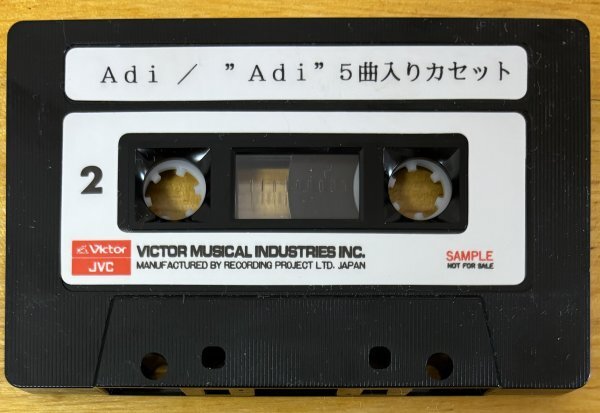 Ａｄｉ ／ ”Ａｄｉ”５曲入りカセット
2
Victor
JVC
VICTOR MUSICAL INDUSTRIES INC.
MANUFACTURED BY RECORDING PROJECT LTD. JAPAN
SAMPLE
NOT FOR SALE